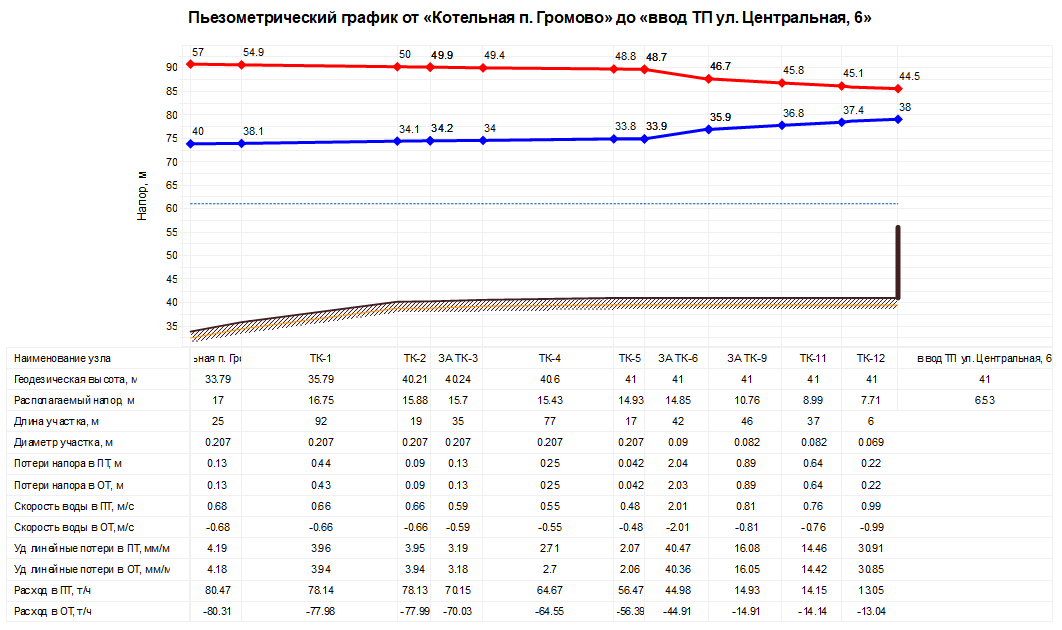 Пьезометрический график от «Котельная п. Громово» до «ввод ТП ул. Центральная, 6»
57 54.9 50 49.9 49.4 48.8 48.7 46.7 45.8 45.1 44.5
40 38.1 34.1 34.2 34 33.8 33.9 35.9 36.8 37.4 38
Напор, м
90
85
80
75
70
65
60
55
50
45
40
35
Наименование узла ьная п. Гро ТК-1 ТК-2 ЗА ТК-3 ТК-4 ТК-5 ЗА ТК-6 ЗА ТК-9 ТК-11 ТК-12 ввод ТП ул. Центральная, 6
Геодезическая высота, м 33.79 35.79 40.21 40.24 40.6 41 41 41 41 41 41
Располагаемый напор, м 17 16.75 15.88 15.7 15.43 14.93 14.85 10.76 8.99 7.71 6.53
Длина участка, м 25 92 19 35 77 17 42 46 37 6
Диаметр участка, м 0.207 0.207 0.207 0.207 0.207 0.207 0.09 0.082 0.082 0.069
Потери напора в ПТ, м 0.13 0.44 0.09 0.13 0.25 0.042 2.04 0.89 0.64 0.22
Потери напора в ОТ, м 0.13 0.43 0.09 0.13 0.25 0.042 2.03 0.89 0.64 0.22
Скорость воды в ПТ, м/с 0.68 0.66 0.66 0.59 0.55 0.48 2.01 0.81 0.76 0.99
Скорость воды в ОТ, м/с -0.68 -0.66 -0.66 -0.59 -0.55 -0.48 -2.01 -0.81 -0.76 -0.99
Уд. линейные потери в ПТ, мм/м 4.19 3.96 3.95 3.19 2.71 2.07 40.47 16.08 14.46 30.91
Уд. линейные потери в ОТ, мм/м 4.18 3.94 3.94 3.18 2.7 2.06 40.36 16.05 14.42 30.85
Расход в ПТ, т/ч 80.47 78.14 78.13 70.15 64.67 56.47 44.98 14.93 14.15 13.05
Расход в ОТ, т/ч -80.31 -77.98 -77.99 -70.03 -64.55 -56.39 -44.91 -14.91 -14.14 -13.04